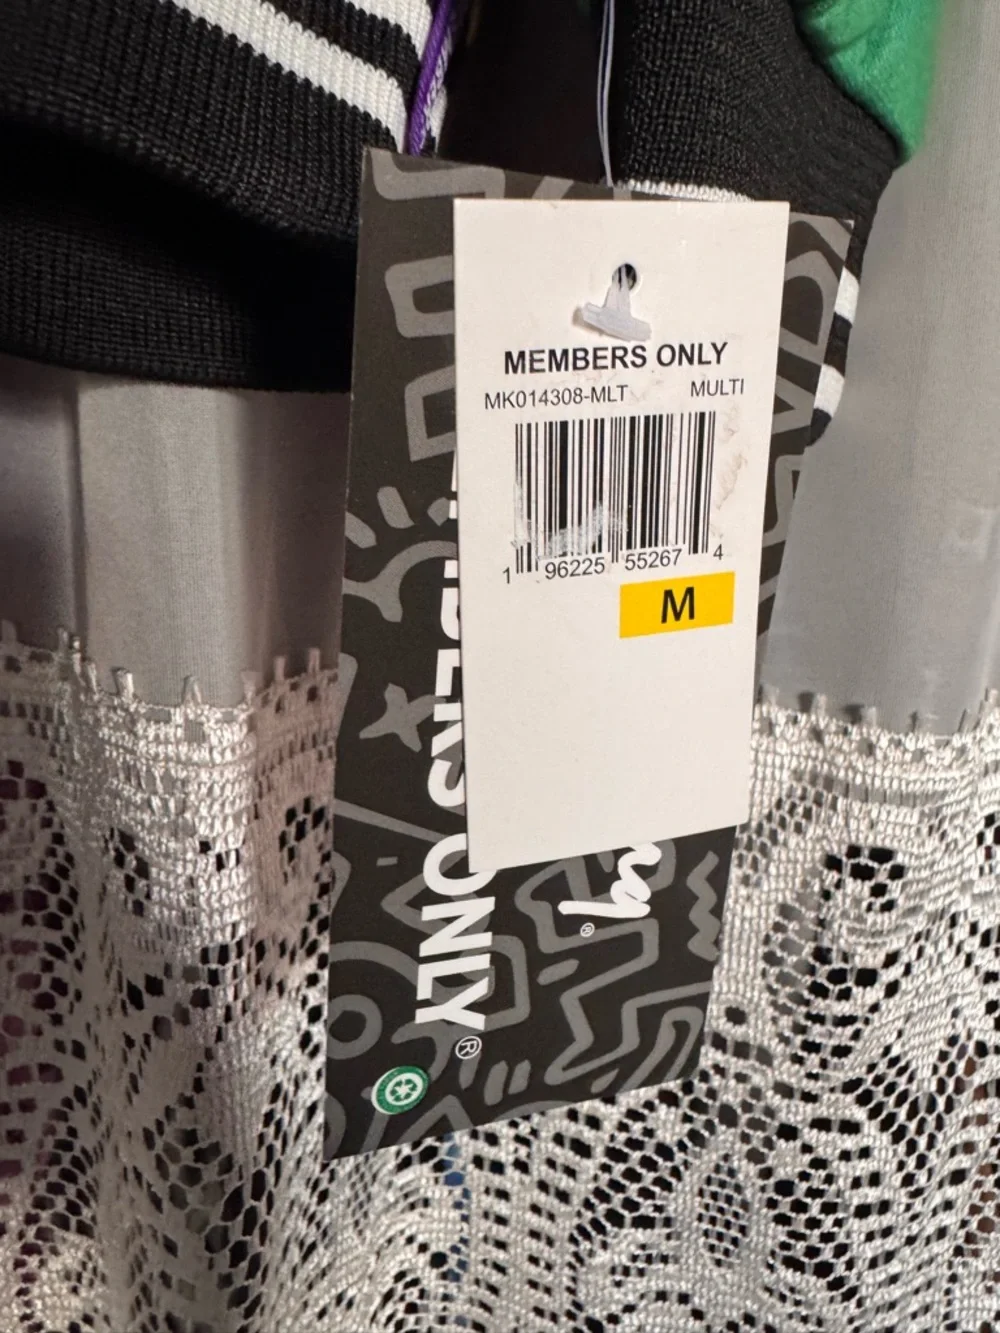 MEMBERS ONLY
MK014308-MLT MULTI
1 96225 55267 4
M
ONLY®
®